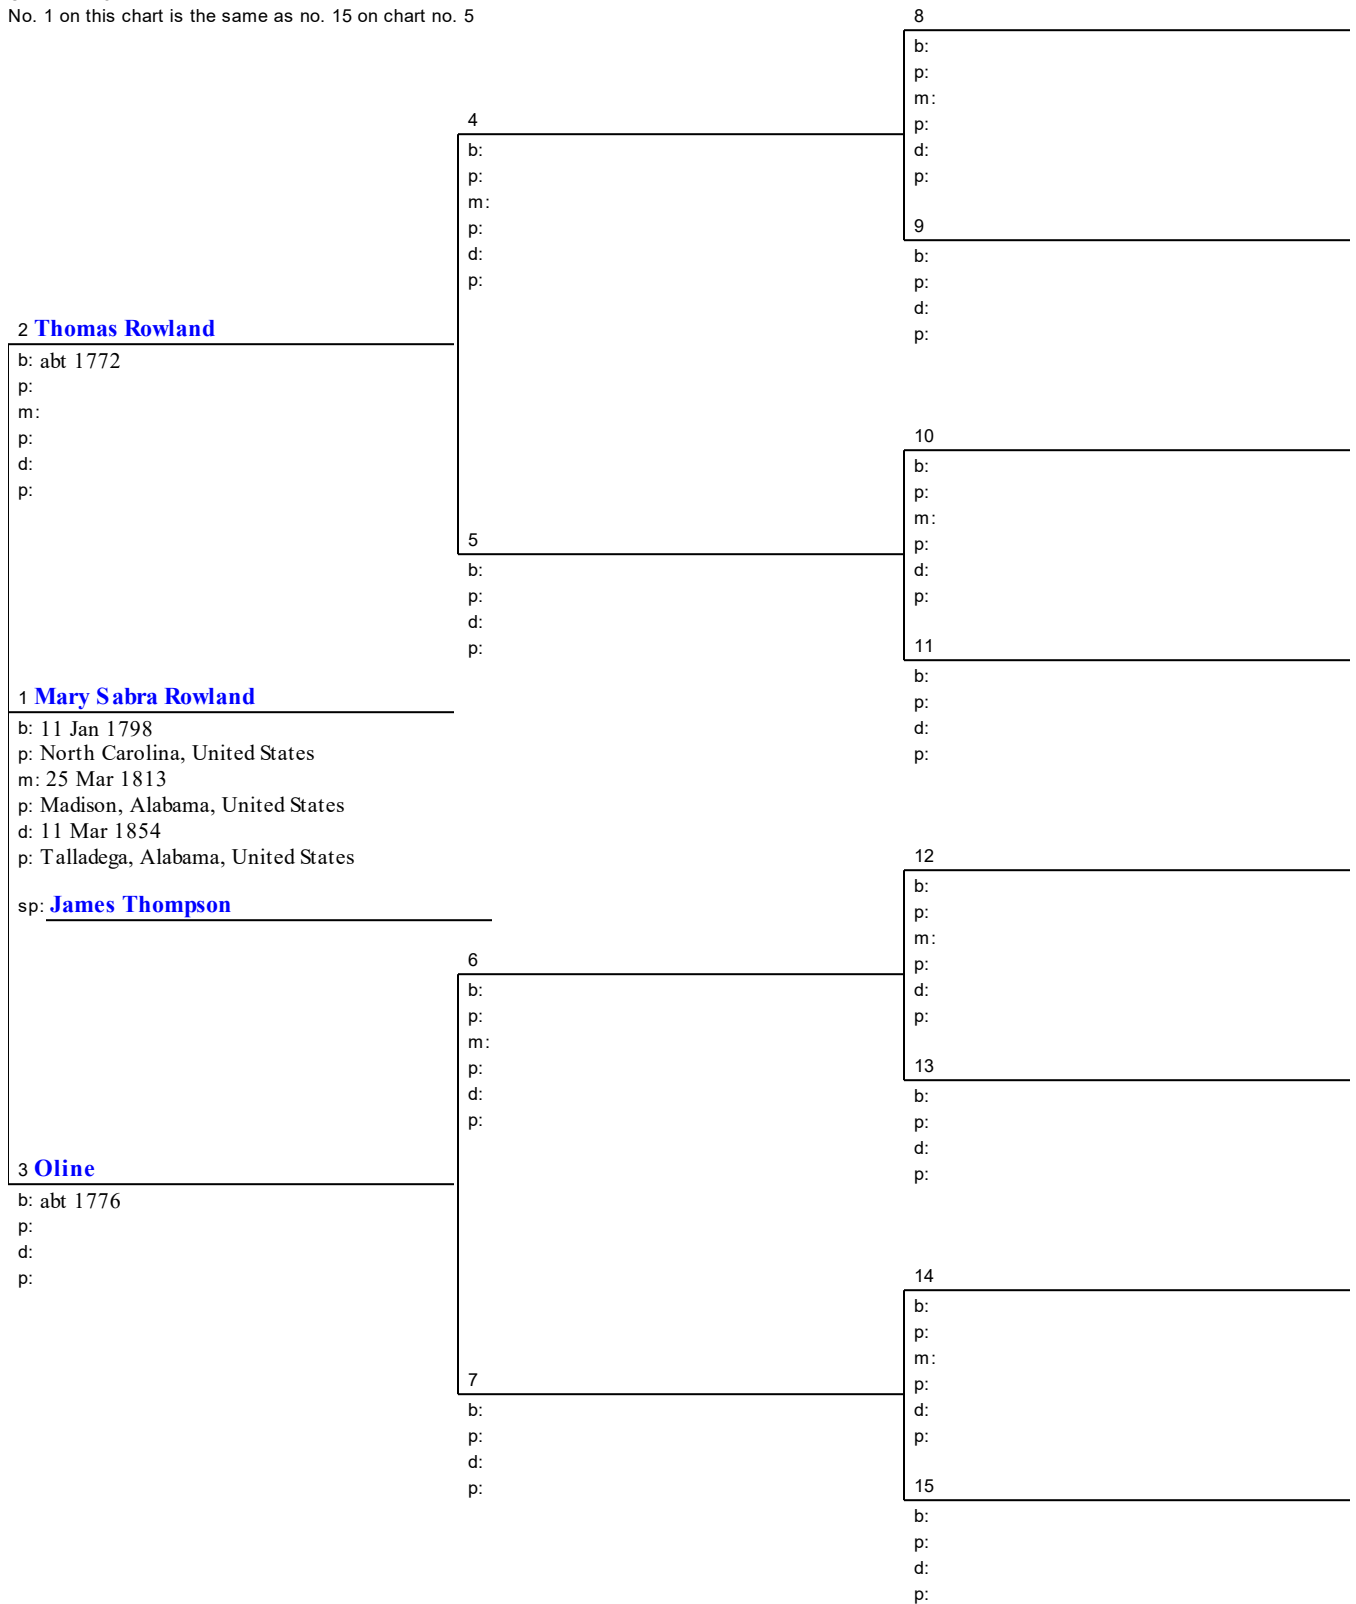 No. 1 on this chart is the same as no. 15 on chart no. 5
8
b:
p:
m:
p:
d:
p:
4
b:
p:
m:
p:
d:
p:
9
b:
p:
d:
p:
2 Thomas Rowland
b: abt 1772
p:
m:
p:
d:
p:
10
b:
p:
m:
p:
d:
p:
5
b:
p:
d:
p:
11
b:
p:
d:
p:
1 Mary Sabra Rowland
b: 11 Jan 1798
p: North Carolina, United States
m: 25 Mar 1813
p: Madison, Alabama, United States
d: 11 Mar 1854
p: Talladega, Alabama, United States
sp: James Thompson
12
b:
p:
m:
p:
d:
p:
6
b:
p:
m:
p:
d:
p:
13
b:
p:
d:
p:
3 Oline
b: abt 1776
p:
d:
p:
14
b:
p:
m:
p:
d:
p:
7
b:
p:
d:
p:
15
b:
p:
d:
p: